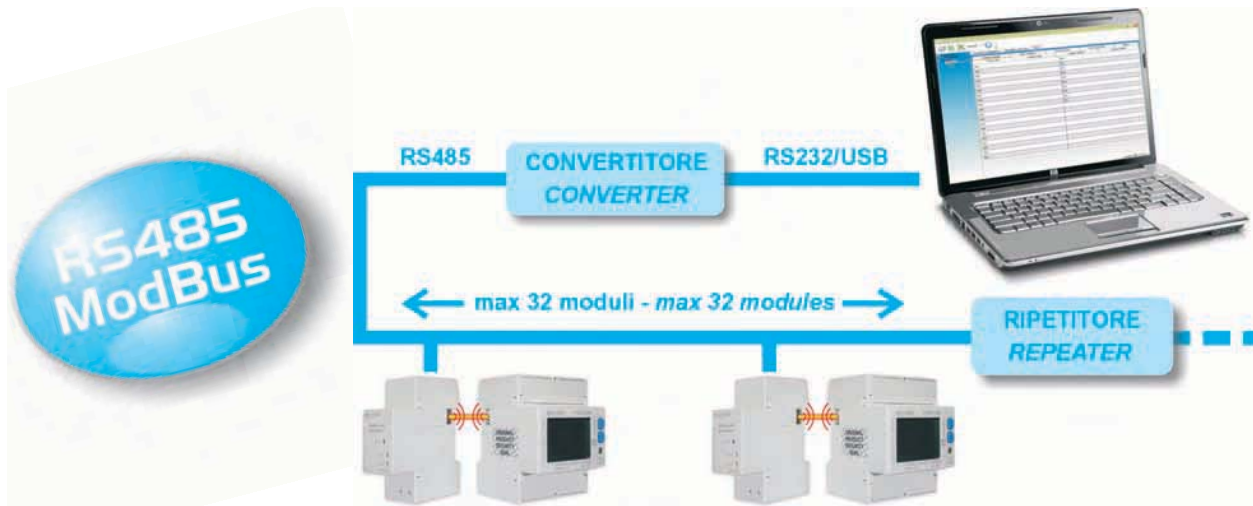 RS485
ModBus
RS485
CONVERTITORE
CONVERTER
RS232/USB
max 32 moduli - max 32 modules
RIPETITORE
REPEATER